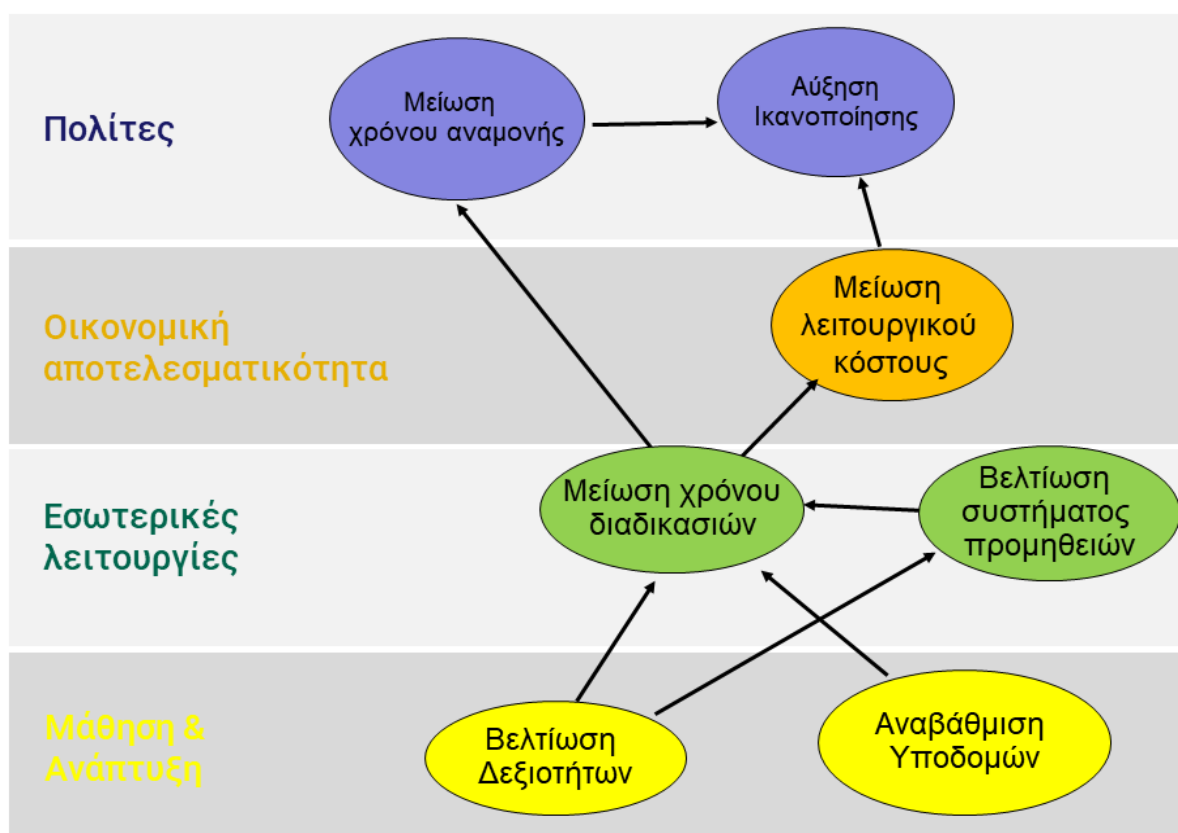 Πολίτες
Μείωση
χρόνου αναμονής
Αύξηση
Ικανοποίησης
Οικονομική
αποτελεσματικότητα
Μείωση
λειτουργικού
κόστους
Εσωτερικές
λειτουργίες
Μείωση χρόνου
διαδικασιών
Βελτίωση
συστήματος
προμηθειών
Μάθηση &
Ανάπτυξη
Βελτίωση
Δεξιοτήτων
Αναβάθμιση
Υποδομών